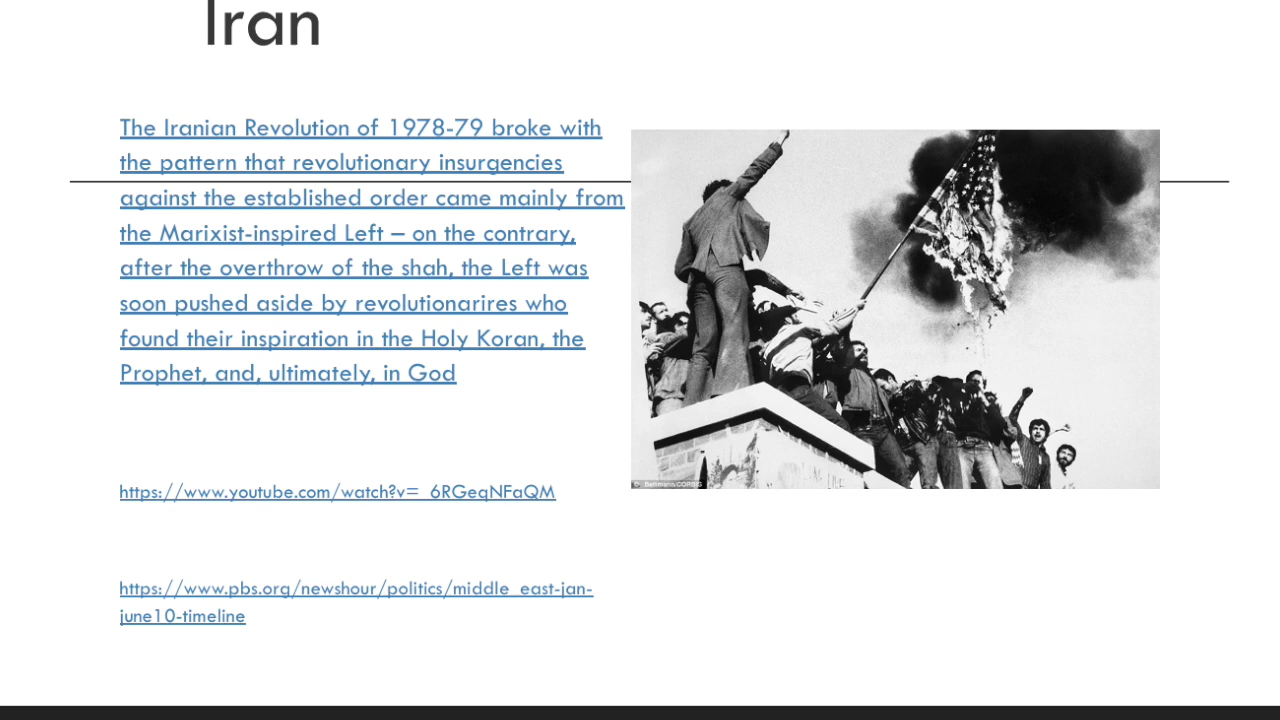 Iran
The Iranian Revolution of 1978-79 broke with
the pattern that revolutionary insurgencies
against the established order came mainly from
the Marixist-inspired Left – on the contrary,
after the overthrow of the shah, the Left was
soon pushed aside by revolutionarires who
found their inspiration in the Holy Koran, the
Prophet, and, ultimately, in God
https://www.youtube.com/watch?v=_6RGeqNFaQM
https://www.pbs.org/newshour/politics/middle_east-jan-
june10-timeline
© Bettmann/CORBIS